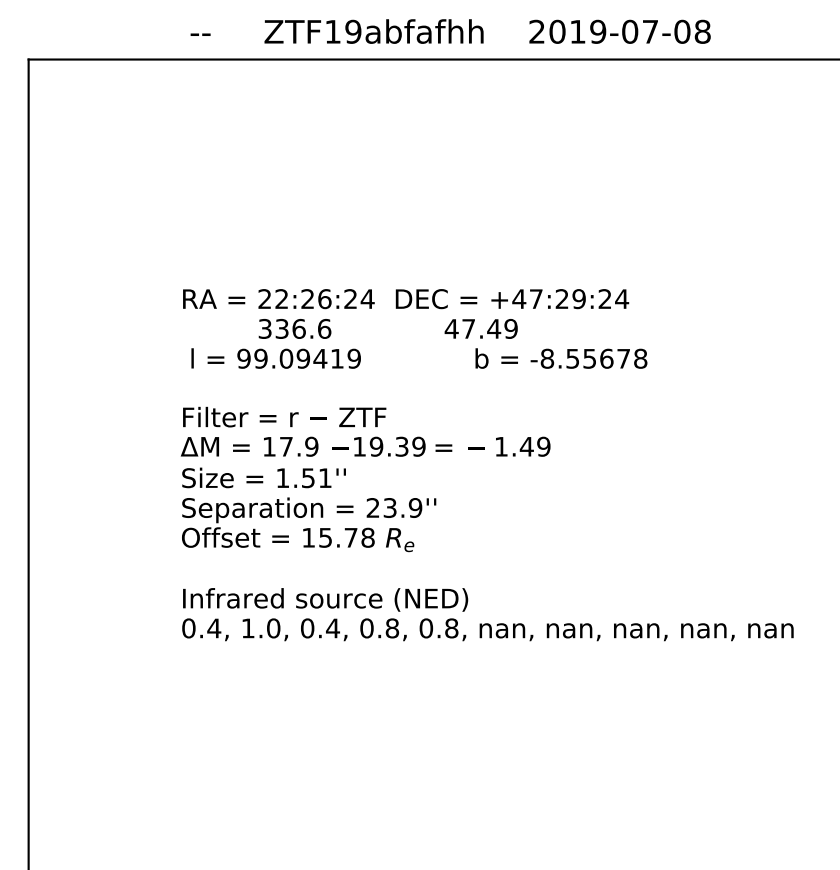 -- ZTF19abfafhh 2019-07-08
RA = 22:26:24 DEC = +47:29:24
336.6 47.49
l = 99.09419 b = -8.55678
Filter = r − ZTF
ΔM = 17.9 −19.39 = − 1.49
Size = 1.51''
Separation = 23.9''
Offset = 15.78 Re
Infrared source (NED)
0.4, 1.0, 0.4, 0.8, 0.8, nan, nan, nan, nan, nan